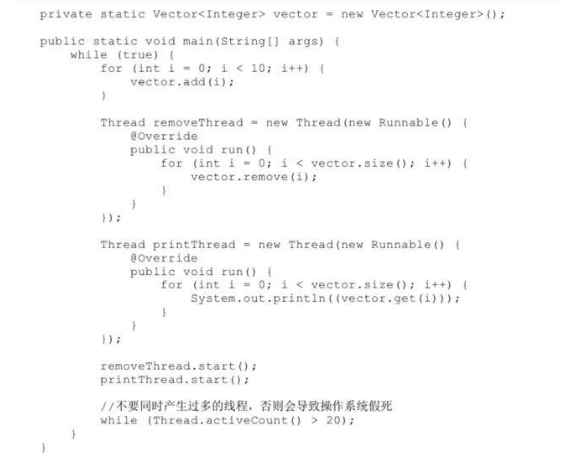 private static Vector<Integer> vector = new Vector<Integer>();
public static void main(String[] args) {
while (true) {
for (int i = 0; i < 10; i++) {
vector.add(i);
}
Thread removeThread = new Thread(new Runnable() {
@Override
public void run() {
for (int i = 0; i < vector.size(); i++) {
vector.remove(i);
}
}
});
Thread printThread = new Thread(new Runnable() {
@Override
public void run() {
for (int i = 0; i < vector.size(); i++) {
System.out.println((vector.get(i)));
}
}
});
removeThread.start();
printThread.start();
//不要同时产生过多的线程，否则会导致操作系统假死
while (Thread.activeCount() > 20);
}
}